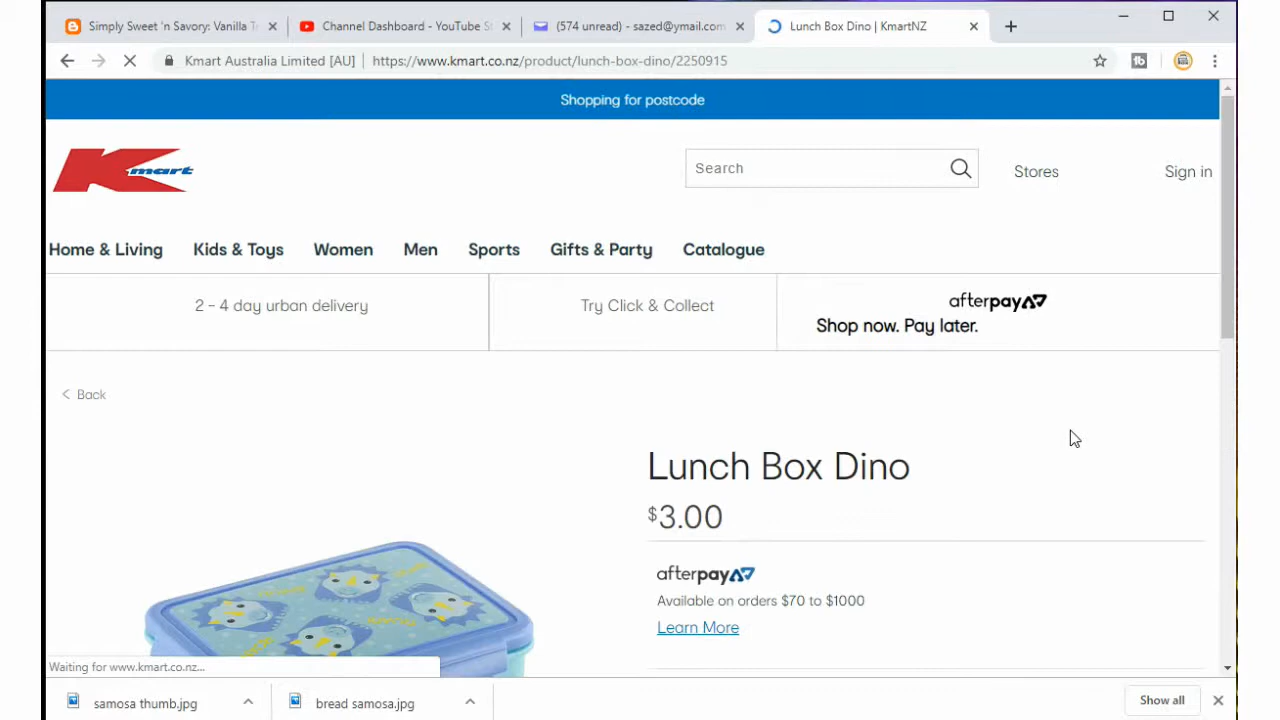 Simply Sweet 'n Savory: Vanilla T
Channel Dashboard - YouTube St
(574 unread) - sazed@ymail.com
Lunch Box Dino | KmartNZ
Kmart Australia Limited [AU] | https://www.kmart.co.nz/product/lunch-box-dino/2250915
Shopping for postcode
Kmart
Search
Stores
Sign in
Home & Living
Kids & Toys
Women
Men
Sports
Gifts & Party
Catalogue
2 - 4 day urban delivery
Try Click & Collect
afterpay
Shop now. Pay later.
< Back
Lunch Box Dino
$3.00
afterpay
Available on orders $70 to $1000
Learn More
Waiting for www.kmart.co.nz...
samosa thumb.jpg
bread samosa.jpg
Show all